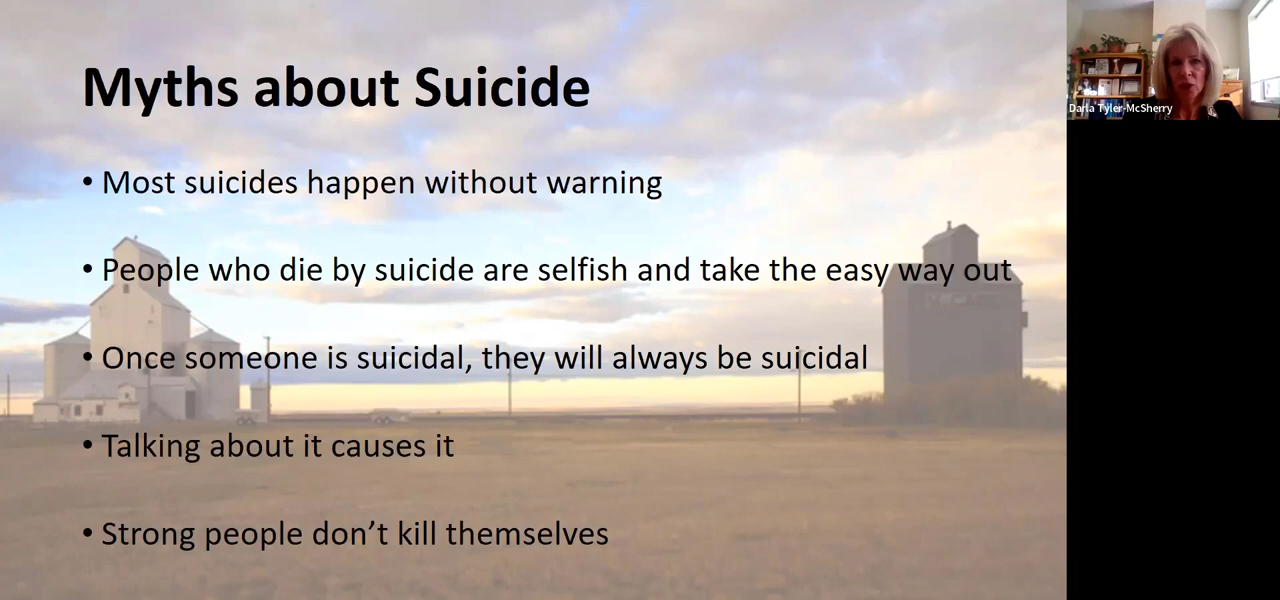 Myths about Suicide
• Most suicides happen without warning
• People who die by suicide are selfish and take the easy way out
• Once someone is suicidal, they will always be suicidal
• Talking about it causes it
• Strong people don’t kill themselves
Darla Tyler-McSherry